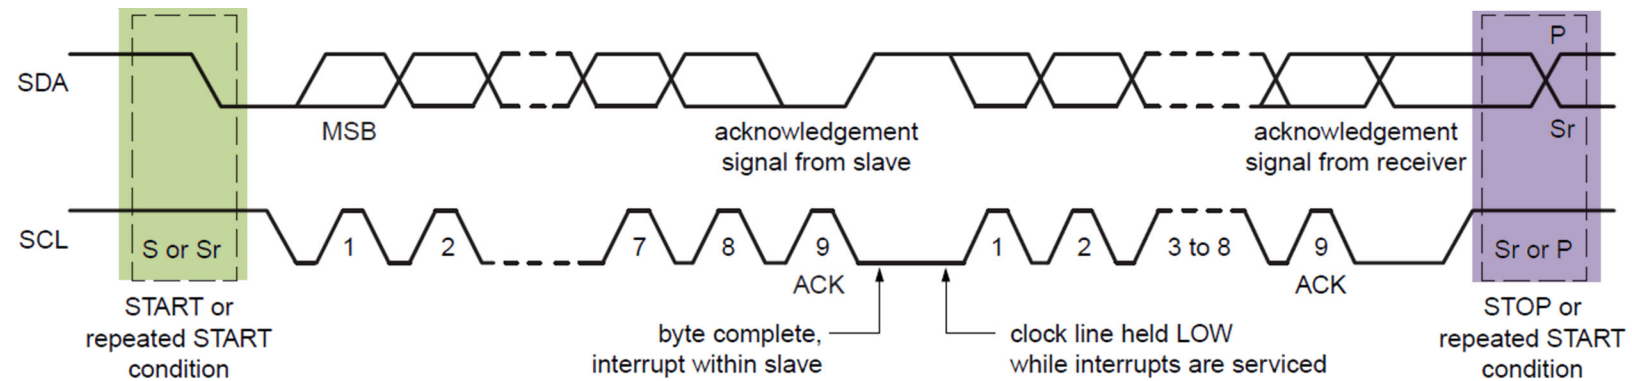 P
SDA
MSB
acknowledgement
signal from slave
acknowledgement
signal from receiver
Sr
SCL
S or Sr
1
2
7
8
9
1
2
3 to 8
9
Sr or P
ACK
ACK
START or
repeated START
condition
byte complete,
interrupt within slave
clock line held LOW
while interrupts are serviced
STOP or
repeated START
condition